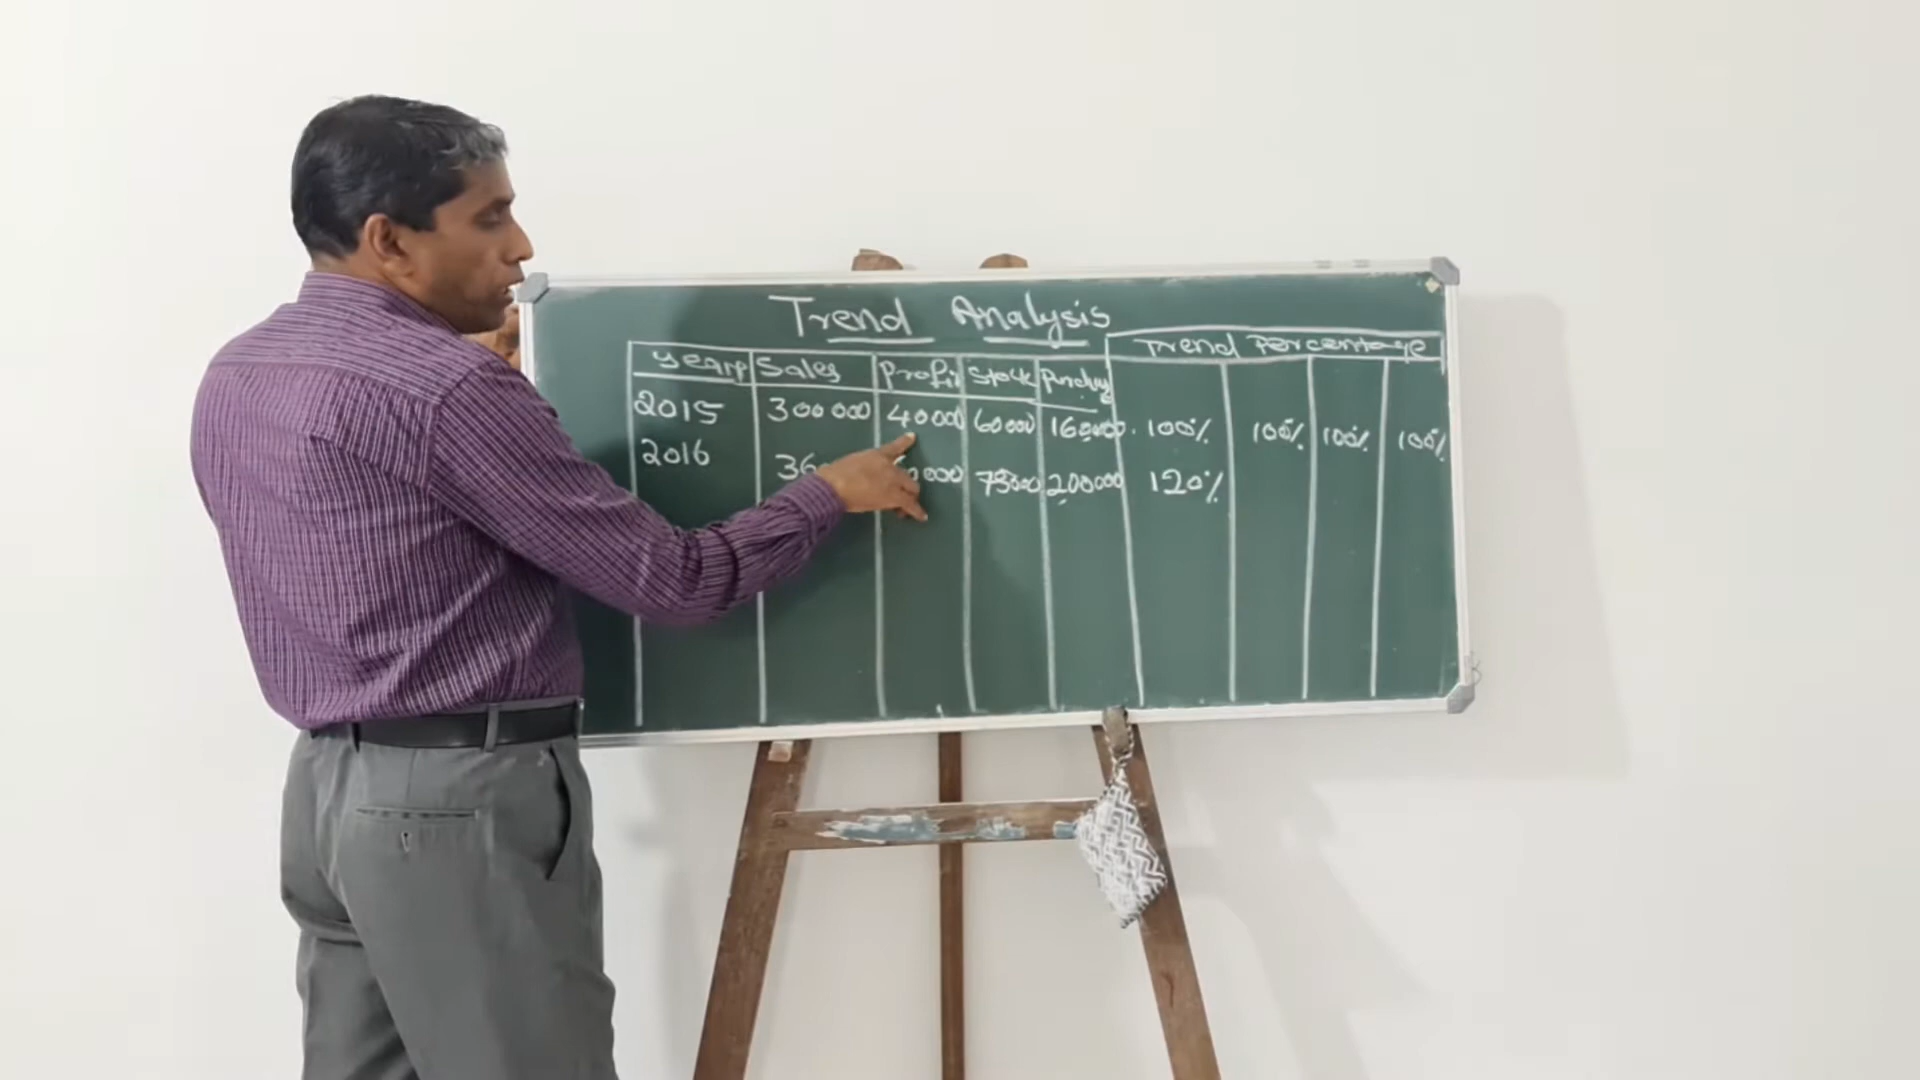 Trend Analysis
Trend Percentage
years Sales Profit Stock
2015 300000 40000 60000 160000 100% 100% 100% 100%
2016
75000 200000 120%